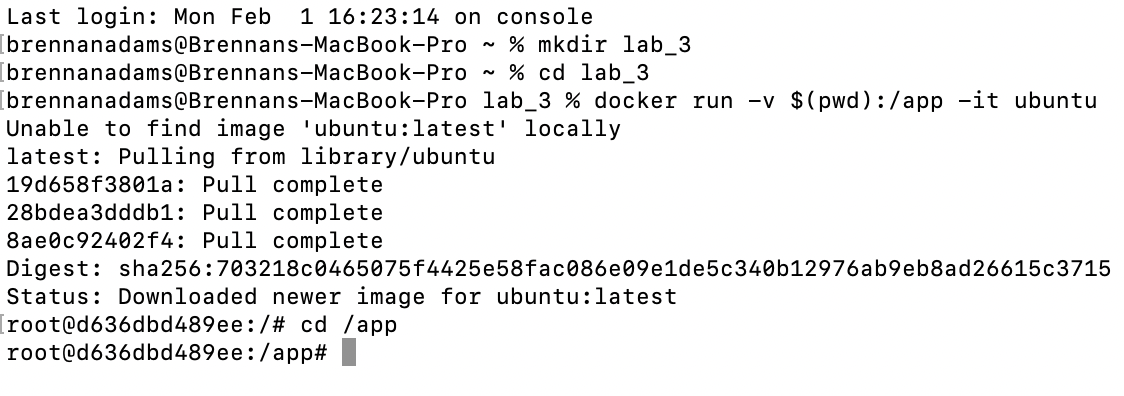 Last login: Mon Feb  1 16:23:14 on console
[brennanadams@Brennans-MacBook-Pro ~ % mkdir lab_3
[brennanadams@Brennans-MacBook-Pro ~ % cd lab_3
[brennanadams@Brennans-MacBook-Pro lab_3 % docker run -v $(pwd):/app -it ubuntu
Unable to find image 'ubuntu:latest' locally
latest: Pulling from library/ubuntu
19d658f3801a: Pull complete
28bdea3dddb1: Pull complete
8ae0c92402f4: Pull complete
Digest: sha256:703218c0465075f4425e58fac086e09e1de5c340b12976ab9eb8ad26615c3715
Status: Downloaded newer image for ubuntu:latest
[root@d636dbd489ee:/# cd /app
root@d636dbd489ee:/app#